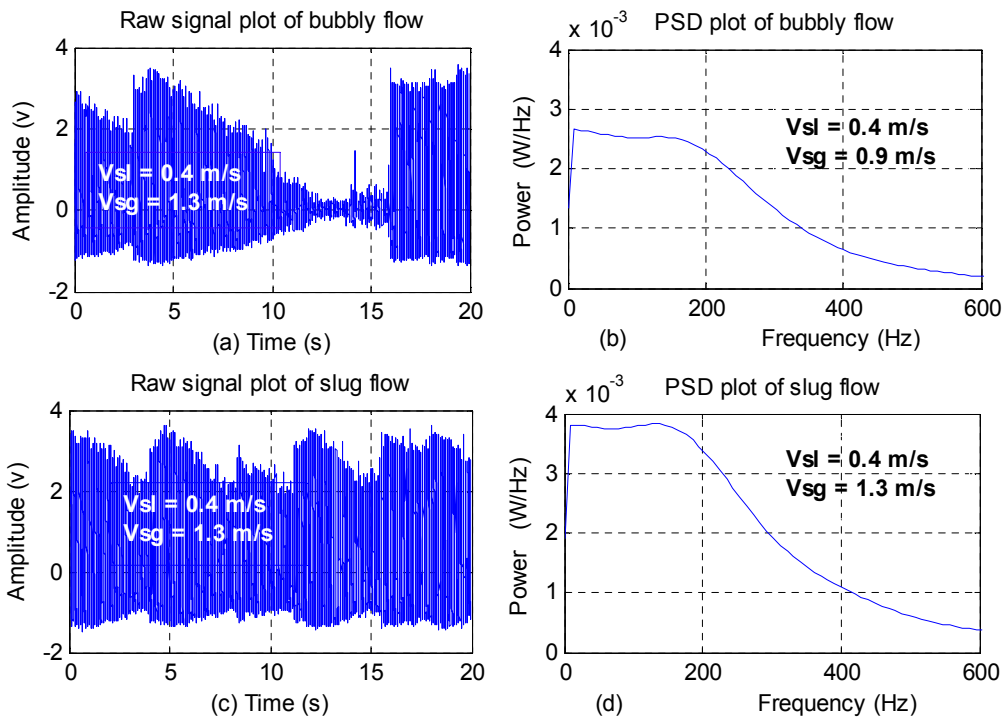 Raw signal plot of bubbly flow
4
2
0
-2
Amplitude (v)
Vsl = 0.4 m/s
Vsg = 1.3 m/s
0 5 10 15 20
(a) Time (s)
x 10⁻³ PSD plot of bubbly flow
4
3
2
1
0
Power (W/Hz)
Vsl = 0.4 m/s
Vsg = 0.9 m/s
0 200 400 600
(b) Frequency (Hz)
Raw signal plot of slug flow
4
2
0
-2
Amplitude (v)
Vsl = 0.4 m/s
Vsg = 1.3 m/s
0 5 10 15 20
(c) Time (s)
x 10⁻³ PSD plot of slug flow
4
3
2
1
0
Power (W/Hz)
Vsl = 0.4 m/s
Vsg = 1.3 m/s
0 200 400 600
(d) Frequency (Hz)